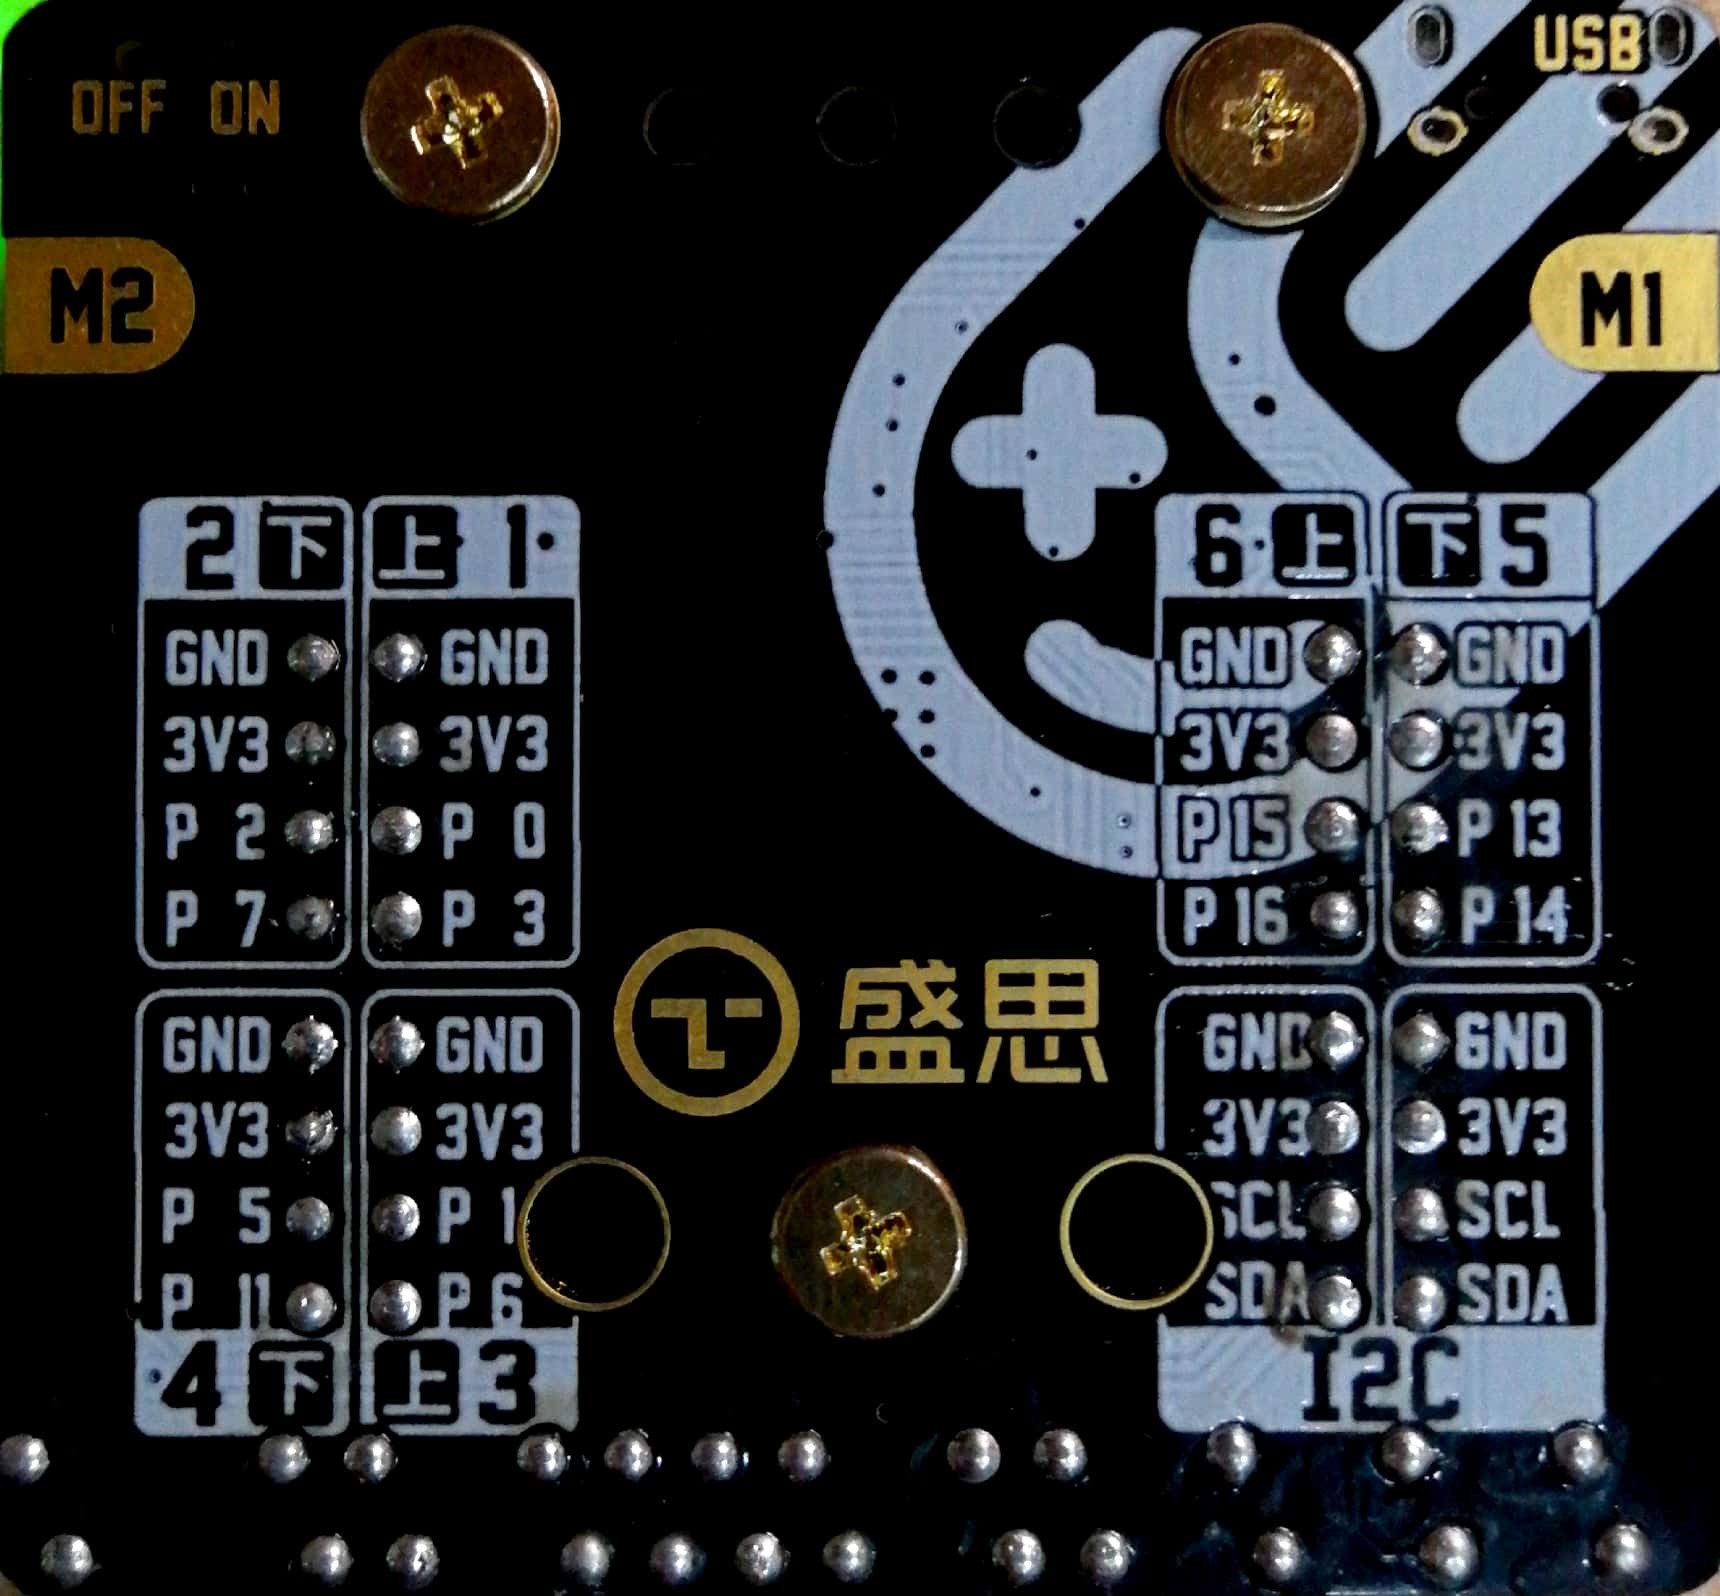 OFF ON
USB
M2
M1
2 下
上 1
6 上
下 5
GND
3V3
P 2
P 7
GND
3V3
P 0
P 3
GND
3V3
P 15
P 16
GND
3V3
P 13
P 14
GND
3V3
P 5
P 11
4 下
GND
3V3
P 1
P 6
上 3
盛思
GND
3V3
SCL
SDA
GND
3V3
SCL
SDA
I2C